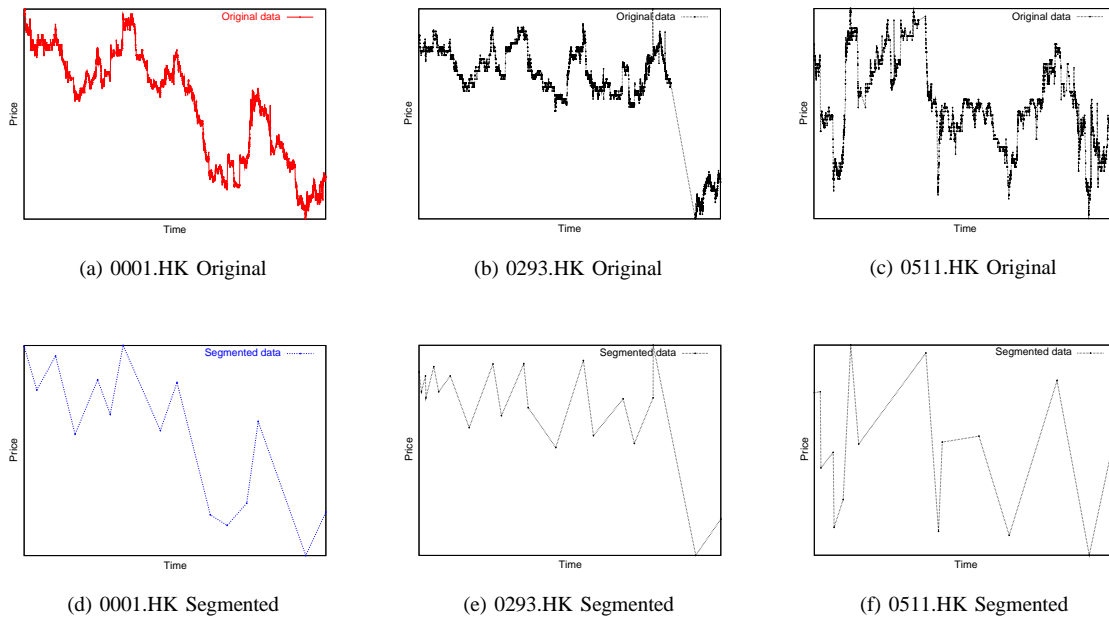 Original data
Price
Time
(a) 0001.HK Original
Original data
Price
Time
(b) 0293.HK Original
Original data
Price
Time
(c) 0511.HK Original
Segmented data
Price
Time
(d) 0001.HK Segmented
Segmented data
Price
Time
(e) 0293.HK Segmented
Segmented data
Price
Time
(f) 0511.HK Segmented